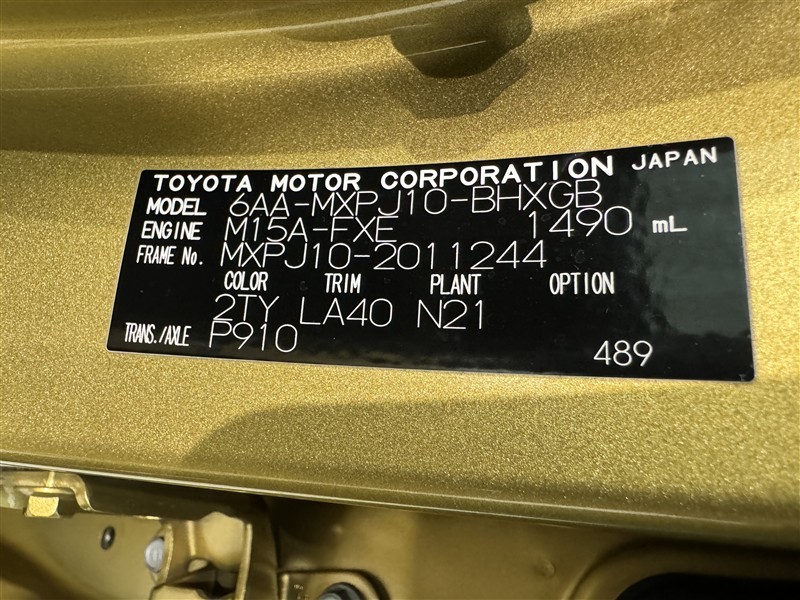 TOYOTA MOTOR CORPORATION JAPAN
MODEL 6AA-MXPJ10-BHXGB
ENGINE M15A-FXE 1490 mL
FRAME No. MXPJ10-2011244
COLOR TRIM PLANT OPTION
2TY LA40 N21
TRANS./AXLE P910
489